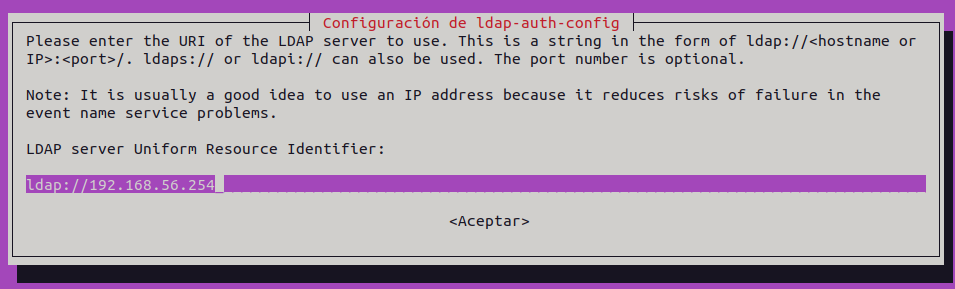 Configuración de ldap-auth-config
Please enter the URI of the LDAP server to use. This is a string in the form of ldap://<hostname or
IP>:<port>/. ldaps:// or ldapi:// can also be used. The port number is optional.
Note: It is usually a good idea to use an IP address because it reduces risks of failure in the
event name service problems.
LDAP server Uniform Resource Identifier:
ldap://192.168.56.254
<Aceptar>